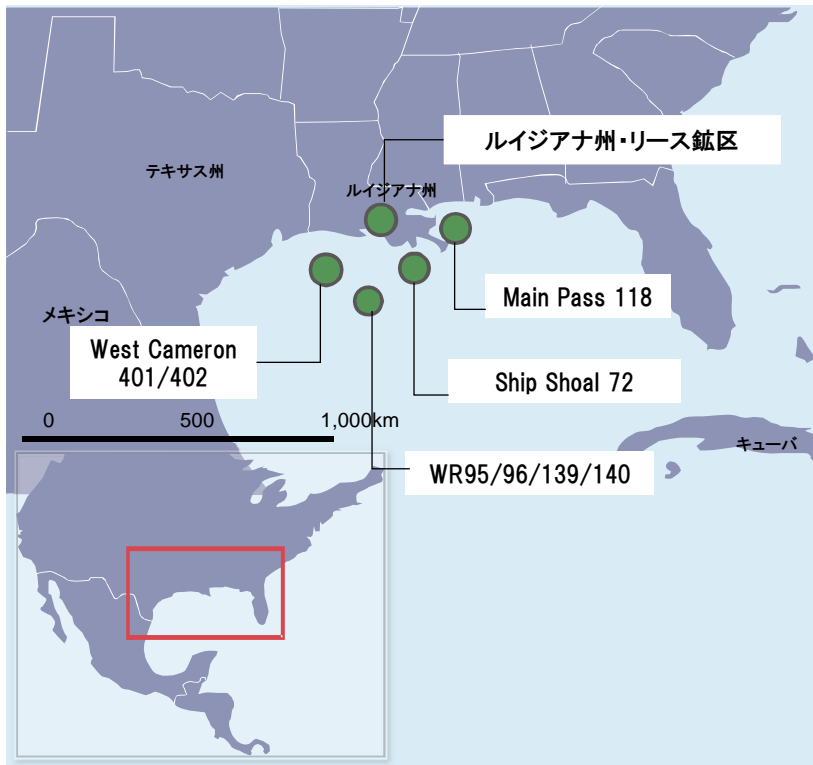 ルイジアナ州・リース鉱区
テキサス州
ルイジアナ州
Main Pass 118
メキシコ
West Cameron
401/402
Ship Shoal 72
0 500 1,000km
キューバ
WR95/96/139/140